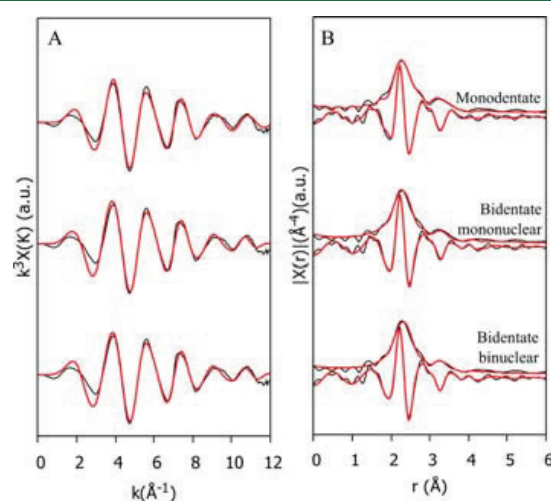 A
B
Monodentate
Bidentate
mononuclear
Bidentate
binuclear
k³X(K) (a.u.)
|X(r)|(Å⁻⁴)(a.u.)
0 2 4 6 8 10 12
0 1 2 3 4 5 6
k(Å⁻¹)
r (Å)